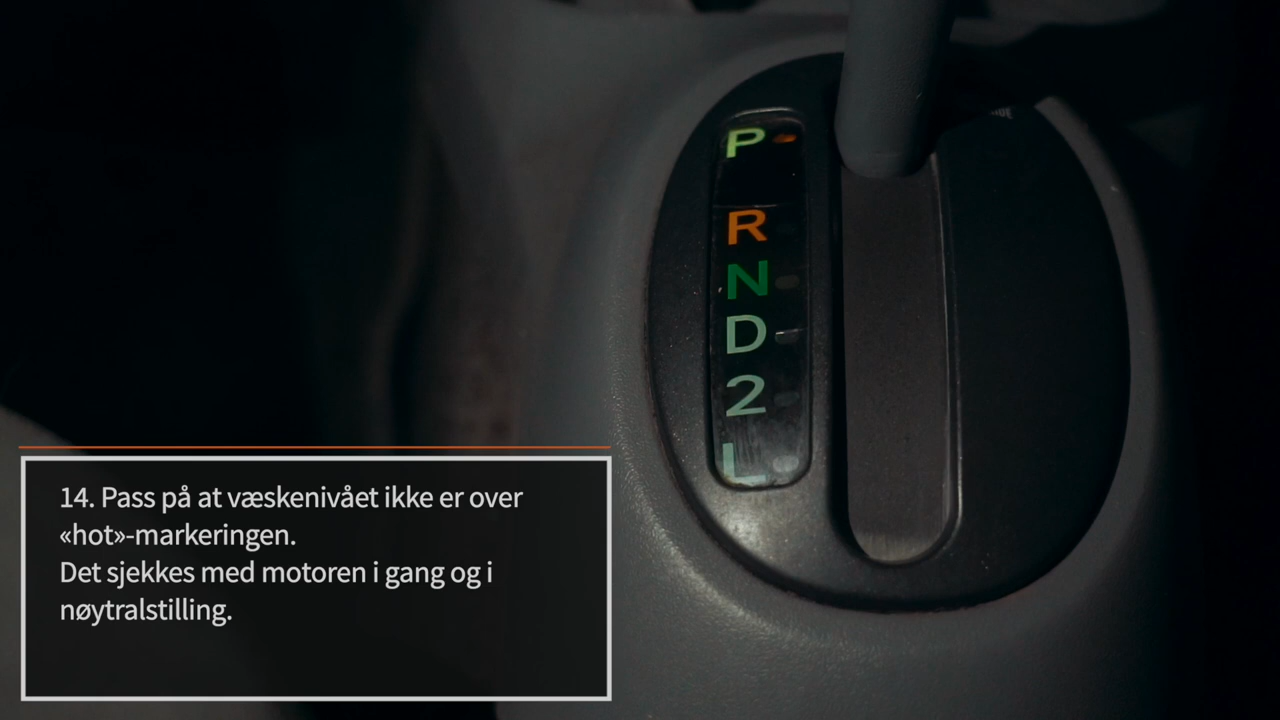 P
R
N
D
2
L
14. Pass på at væskenivået ikke er over
«hot»-markeringen.
Det sjekkes med motoren i gang og i
nøytralstilling.